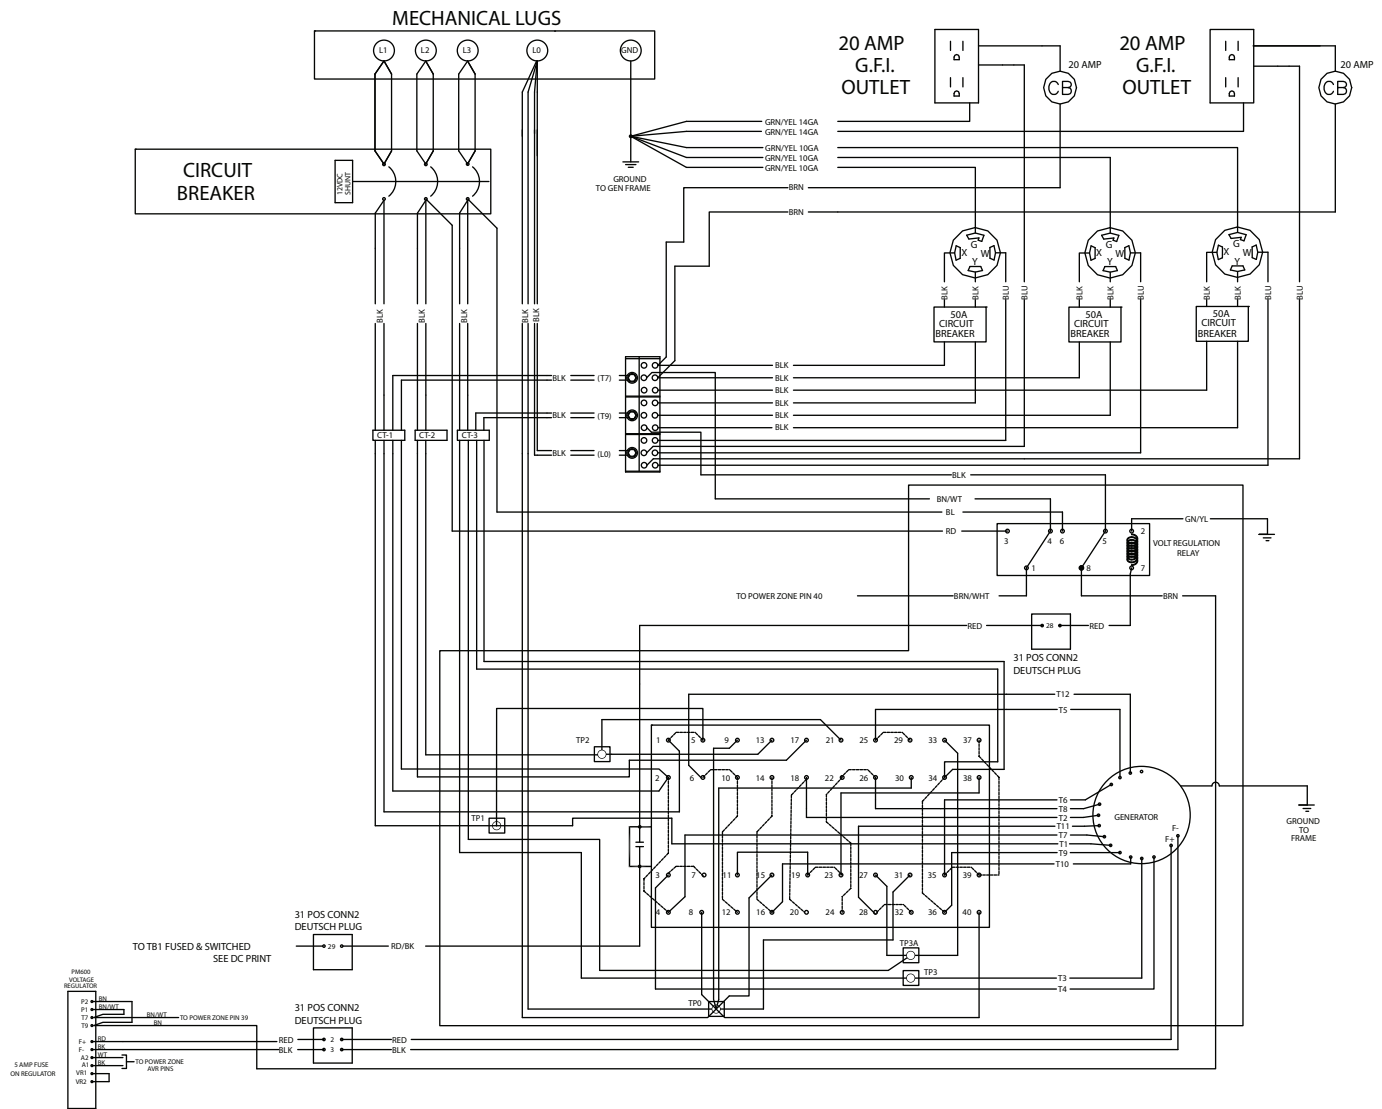 MECHANICAL LUGS
L1
L2
L3
L0
GND
20 AMP
G.F.I.
OUTLET
20 AMP
CB
20 AMP
G.F.I.
OUTLET
20 AMP
CB
CIRCUIT
BREAKER
12VDC
SHUNT
GROUND
TO GEN FRAME
GRN/YEL 14GA
GRN/YEL 14GA
GRN/YEL 10GA
GRN/YEL 10GA
GRN/YEL 10GA
BRN
BRN
G
X
W
Y
G
X
W
Y
G
X
W
Y
BLK
BLK
BLU
BLU
BLK
BLK
BLU
BLK
BLK
BLU
BLU
50A
CIRCUIT
BREAKER
50A
CIRCUIT
BREAKER
50A
CIRCUIT
BREAKER
BLK
BLK
BLK
BLK
BLK
BLK (T7)
BLK (T9)
BLK (L0)
BLK
BLK
BLK
BLK
BLK
BLK
CT-1
CT-2
CT-3
BLK
BN/WT
BL
RD
GN/YL
3
4
6
5
2
1
8
7
VOLT REGULATION
RELAY
TO POWER ZONE PIN 40
BRN/WHT
BRN
RED
28
RED
31 POS CONN2
DEUTSCH PLUG
T12
T5
TP2
1
5
9
13
17
21
25
29
33
37
2
6
10
14
18
22
26
30
34
38
TP1
3
7
11
15
19
23
27
31
35
39
4
8
12
16
20
24
28
32
36
40
T6
T8
T2
T11
T7
T1
T9
T10
GENERATOR
F-
F+
GROUND
TO
FRAME
TP3A
TP3
TP0
T3
T4
31 POS CONN2
DEUTSCH PLUG
TO TB1 FUSED & SWITCHED
SEE DC PRINT
29
RD/BK
PM600
VOLTAGE
REGULATOR
P2
BN
P1
BN/WT
T7
BN/WT
TO POWER ZONE PIN 39
T9
BN
31 POS CONN2
DEUTSCH PLUG
F+
RD
RED
2
RED
F-
BK
BLK
3
BLK
A2
WT
A1
BK
TO POWER ZONE
AVR PINS
VR1
VR2
5 AMP FUSE
ON REGULATOR